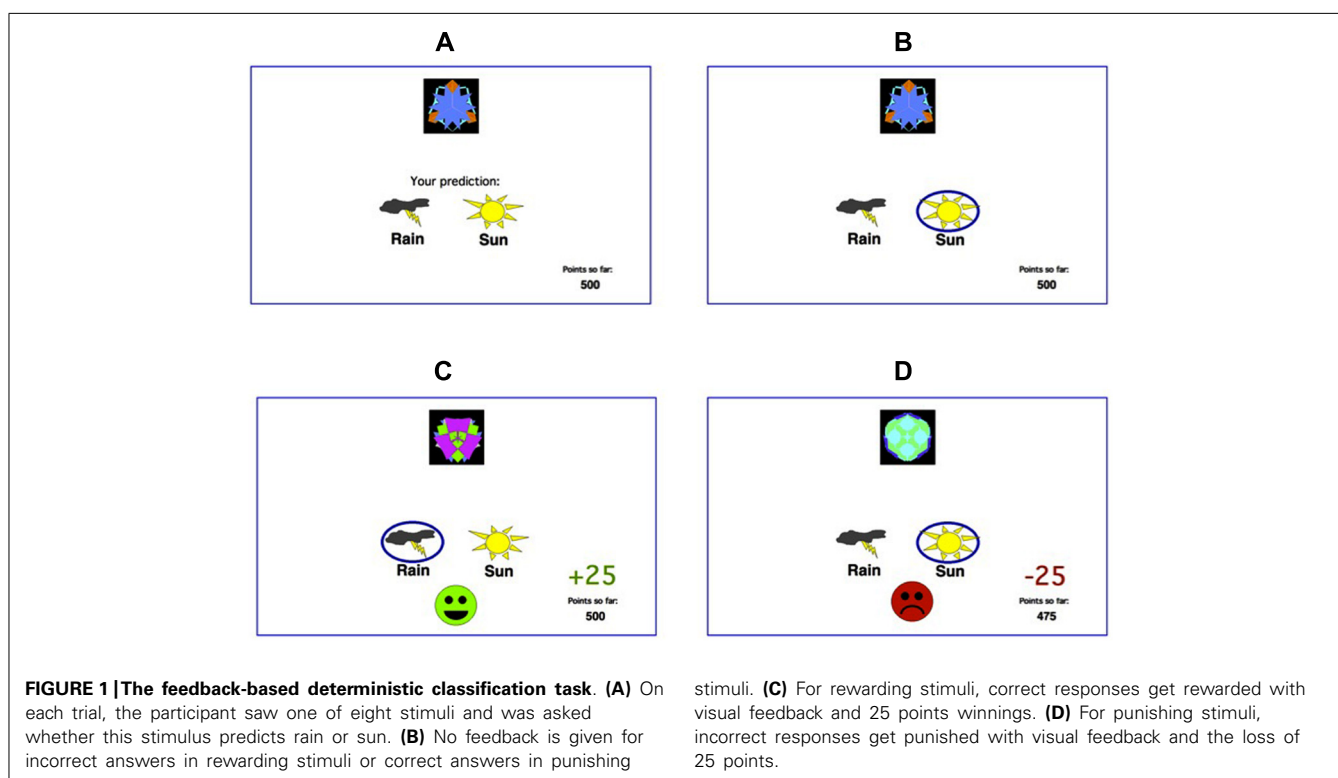 A
Your prediction:
Rain Sun
Points so far:
500
B
Rain Sun
Points so far:
500
C
Rain Sun
+25
Points so far:
500
D
Rain Sun
-25
Points so far:
475
FIGURE 1 | The feedback-based deterministic classification task. (A) On
each trial, the participant saw one of eight stimuli and was asked
whether this stimulus predicts rain or sun. (B) No feedback is given for
incorrect answers in rewarding stimuli or correct answers in punishing
stimuli. (C) For rewarding stimuli, correct responses get rewarded with
visual feedback and 25 points winnings. (D) For punishing stimuli,
incorrect responses get punished with visual feedback and the loss of
25 points.